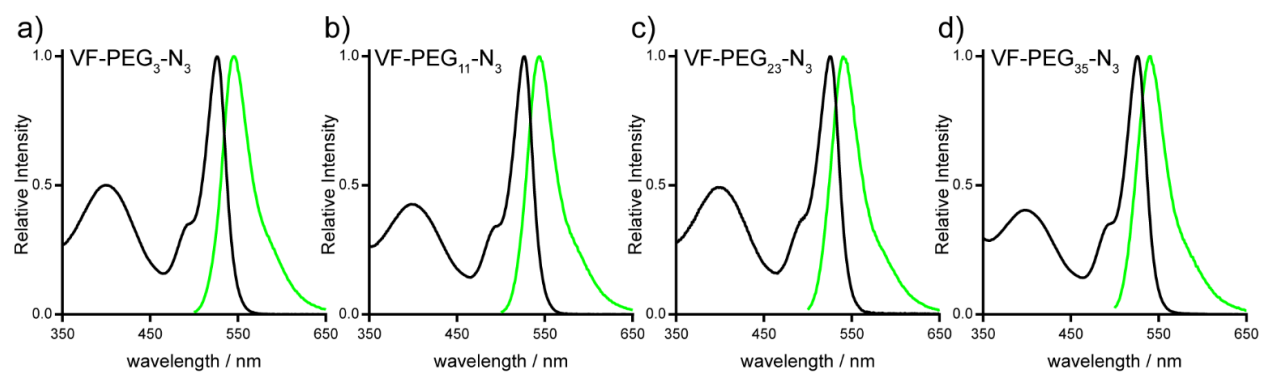 a)
VF-PEG₃-N₃
1.0
0.5
0.0
Relative Intensity
350 450 550 650
wavelength / nm
b)
VF-PEG₁₁-N₃
1.0
0.5
0.0
Relative Intensity
350 450 550 650
wavelength / nm
c)
VF-PEG₂₃-N₃
1.0
0.5
0.0
Relative Intensity
350 450 550 650
wavelength / nm
d)
VF-PEG₃₅-N₃
1.0
0.5
0.0
Relative Intensity
350 450 550 650
wavelength / nm